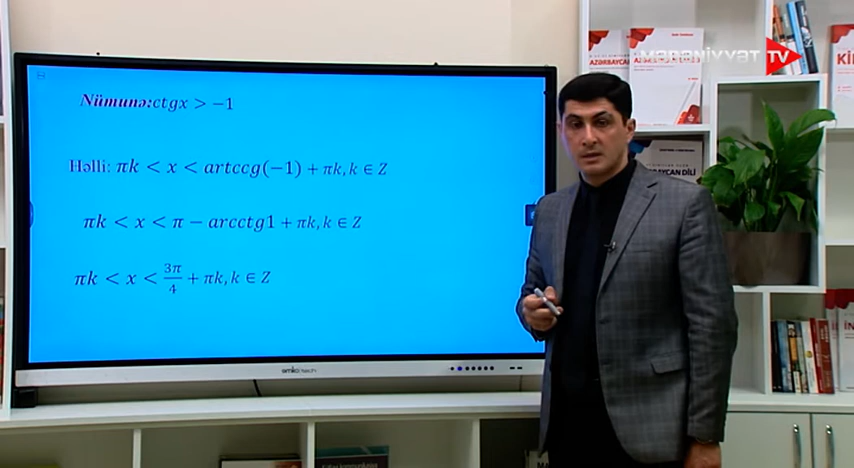 MƏDƏNİYYƏT TV
Nümunə:ctgx > −1
Həlli: πk < x < artccg(−1) + πk, k ∈ Z
πk < x < π − arcctg1 + πk, k ∈ Z
πk < x < 3π/4 + πk, k ∈ Z
AZƏRBAYCAN
BAYCAN DİLİ